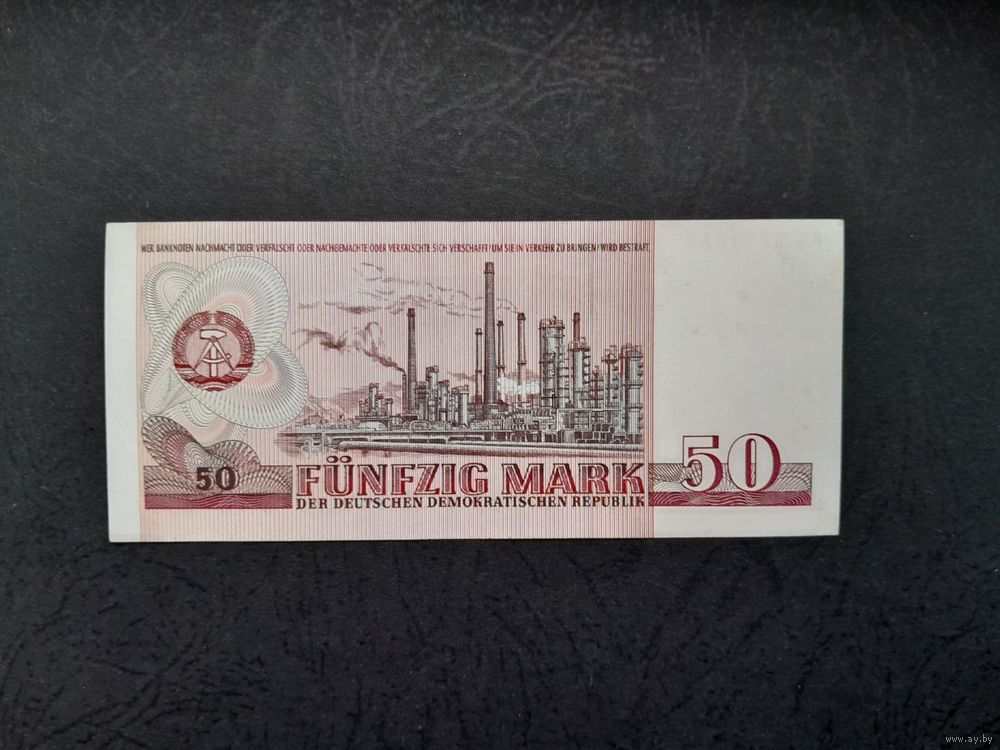 WER BANKNOTEN NACHMACHT ODER VERFÄLSCHT ODER NACHGEMACHTE ODER VERFÄLSCHTE SICH VERSCHAFFT UM SIE IN VERKEHR ZU BRINGEN WIRD BESTRAFT.
50
FÜNFZIG MARK
DER DEUTSCHEN DEMOKRATISCHEN REPUBLIK
50
www.ay.by